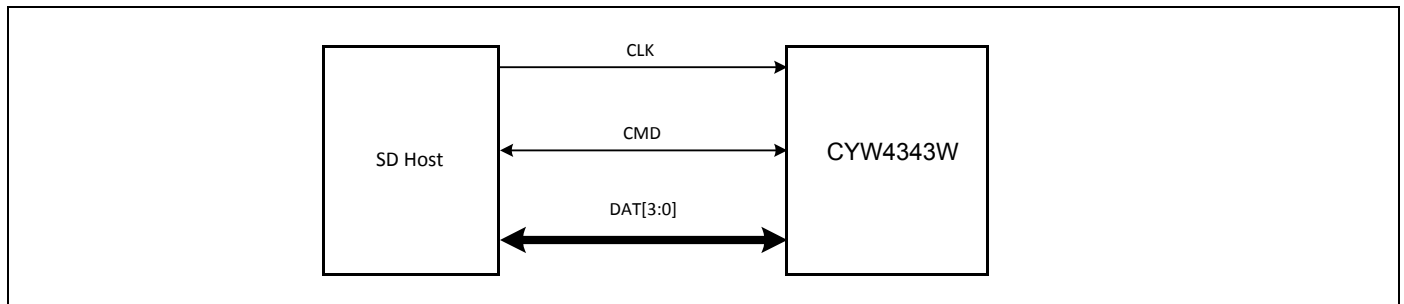 CLK
CMD
SD Host
CYW4343W
DAT[3:0]